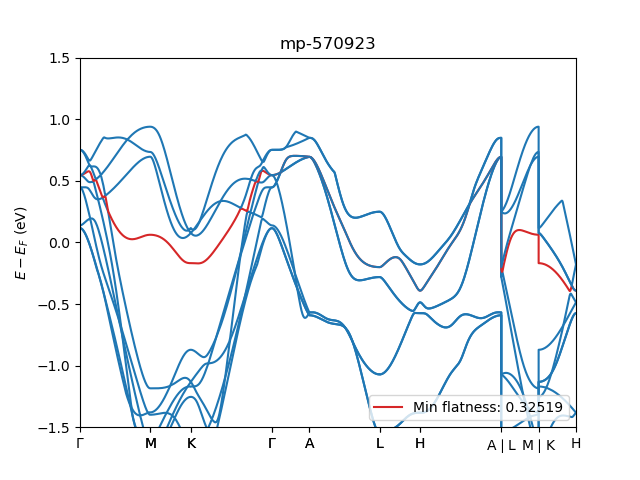 mp-570923
E − E_F (eV)
1.5
1.0
0.5
0.0
−0.5
−1.0
−1.5
Min flatness: 0.32519
Γ M K Γ A L H A | L M | K H